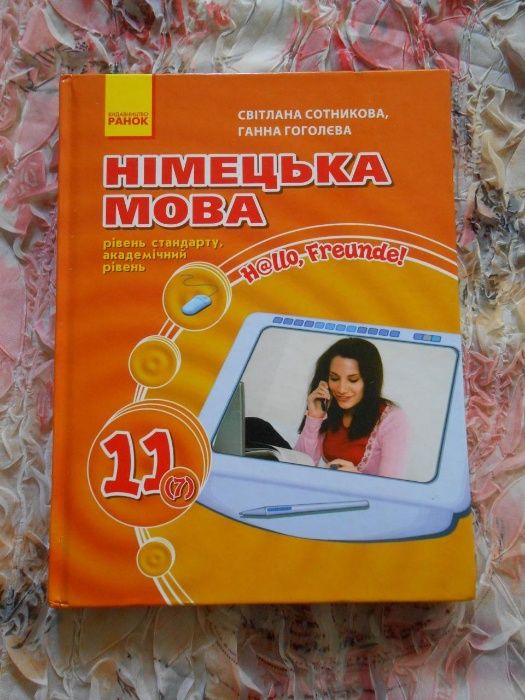 ВИДАВНИЦТВО
РАНОК
СВІТЛАНА СОТНИКОВА,
ГАННА ГОГОЛЄВА
НІМЕЦЬКА
МОВА
рівень стандарту,
академічний
рівень
H@llo, Freunde!
11
(7)